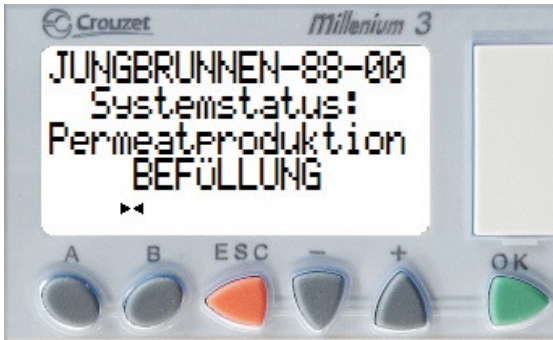 Crouzet
Millenium 3
JUNGBRUNNEN-88-00
Systemstatus:
Permeatproduktion
BEFÜLLUNG
A B ESC - + OK